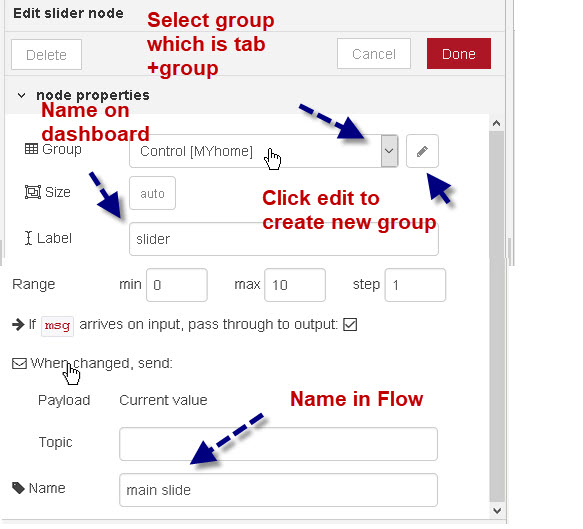 Edit slider node
Select group
which is tab
+group
Delete
Cancel
Done
node properties
Name on
dashboard
Group
Control [MYhome]
Size
auto
Click edit to
create new group
Label
slider
Range
min 0
max 10
step 1
If msg arrives on input, pass through to output:
When changed, send:
Payload
Current value
Name in Flow
Topic
Name
main slide